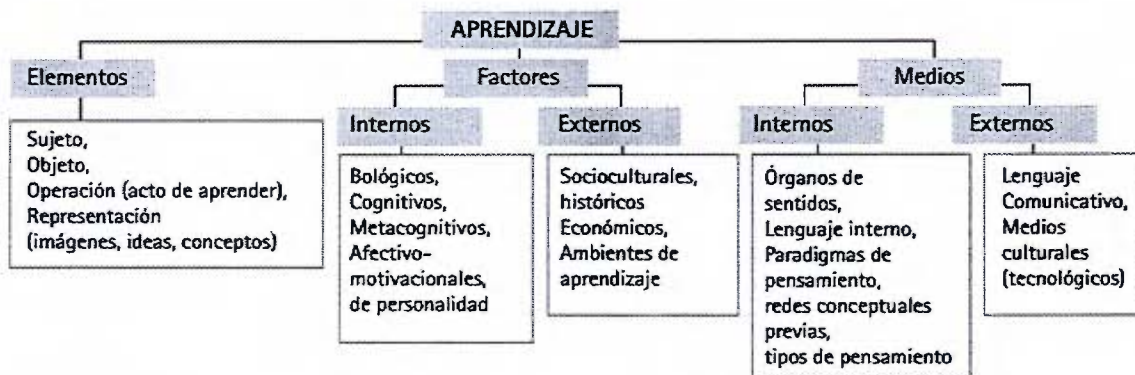 APRENDIZAJE
Elementos
Sujeto,
Objeto,
Operación (acto de aprender),
Representación
(imágenes, ideas, conceptos)
Factores
Internos
Bológicos,
Cognitivos,
Metacognitivos,
Afectivo-
motivacionales,
de personalidad
Externos
Socioculturales,
históricos
Económicos,
Ambientes de
aprendizaje
Medios
Internos
Órganos de
sentidos,
Lenguaje interno,
Paradigmas de
pensamiento,
redes conceptuales
previas,
tipos de pensamiento
Externos
Lenguaje
Comunicativo,
Medios
culturales
(tecnológicos)